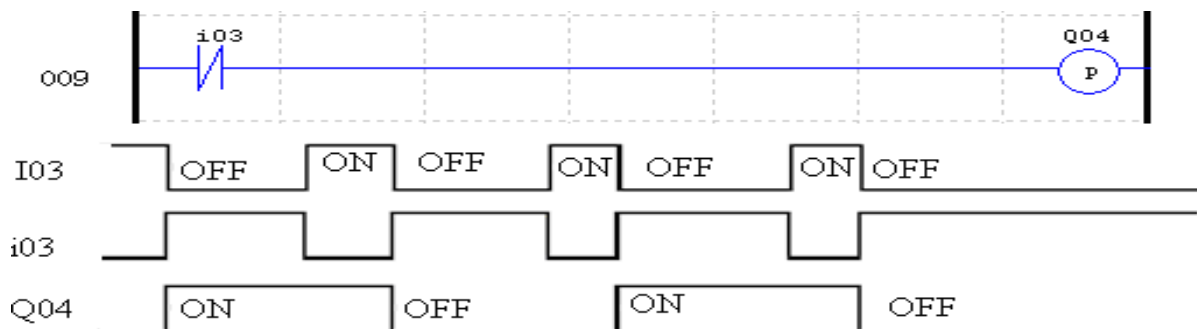 i03 Q04
009 P
I03 OFF ON OFF ON OFF ON OFF
i03
Q04 ON OFF ON OFF